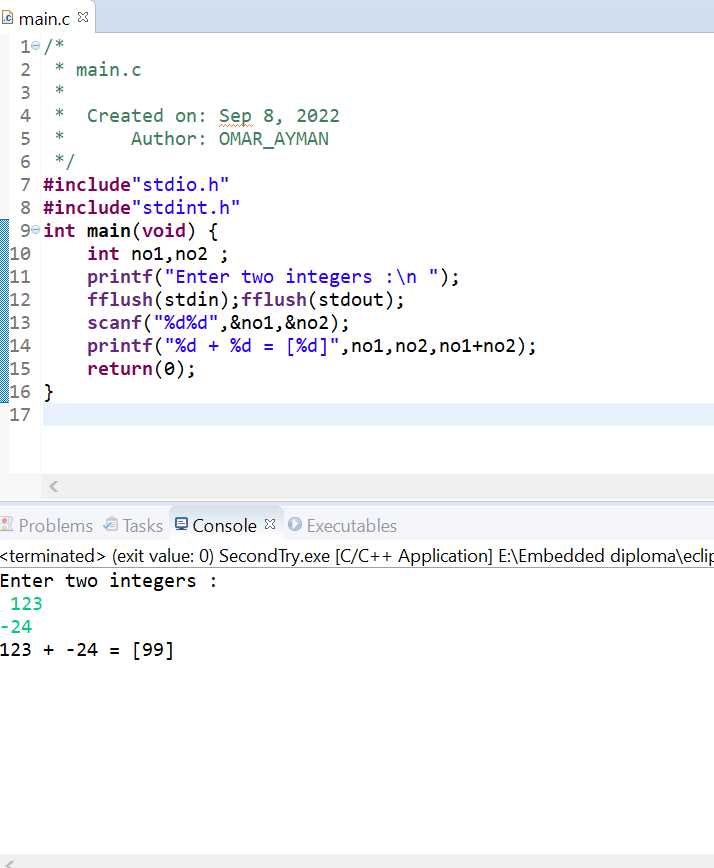 main.c
1 /*
2  * main.c
3  *
4  *  Created on: Sep 8, 2022
5  *      Author: OMAR_AYMAN
6  */
7 #include"stdio.h"
8 #include"stdint.h"
9 int main(void) {
10     int no1,no2 ;
11     printf("Enter two integers :\n ");
12     fflush(stdin);fflush(stdout);
13     scanf("%d%d",&no1,&no2);
14     printf("%d + %d = [%d]",no1,no2,no1+no2);
15     return(0);
16 }
17
Problems Tasks Console Executables
<terminated> (exit value: 0) SecondTry.exe [C/C++ Application] E:\Embedded diploma\eclip
Enter two integers :
 123
-24
123 + -24 = [99]